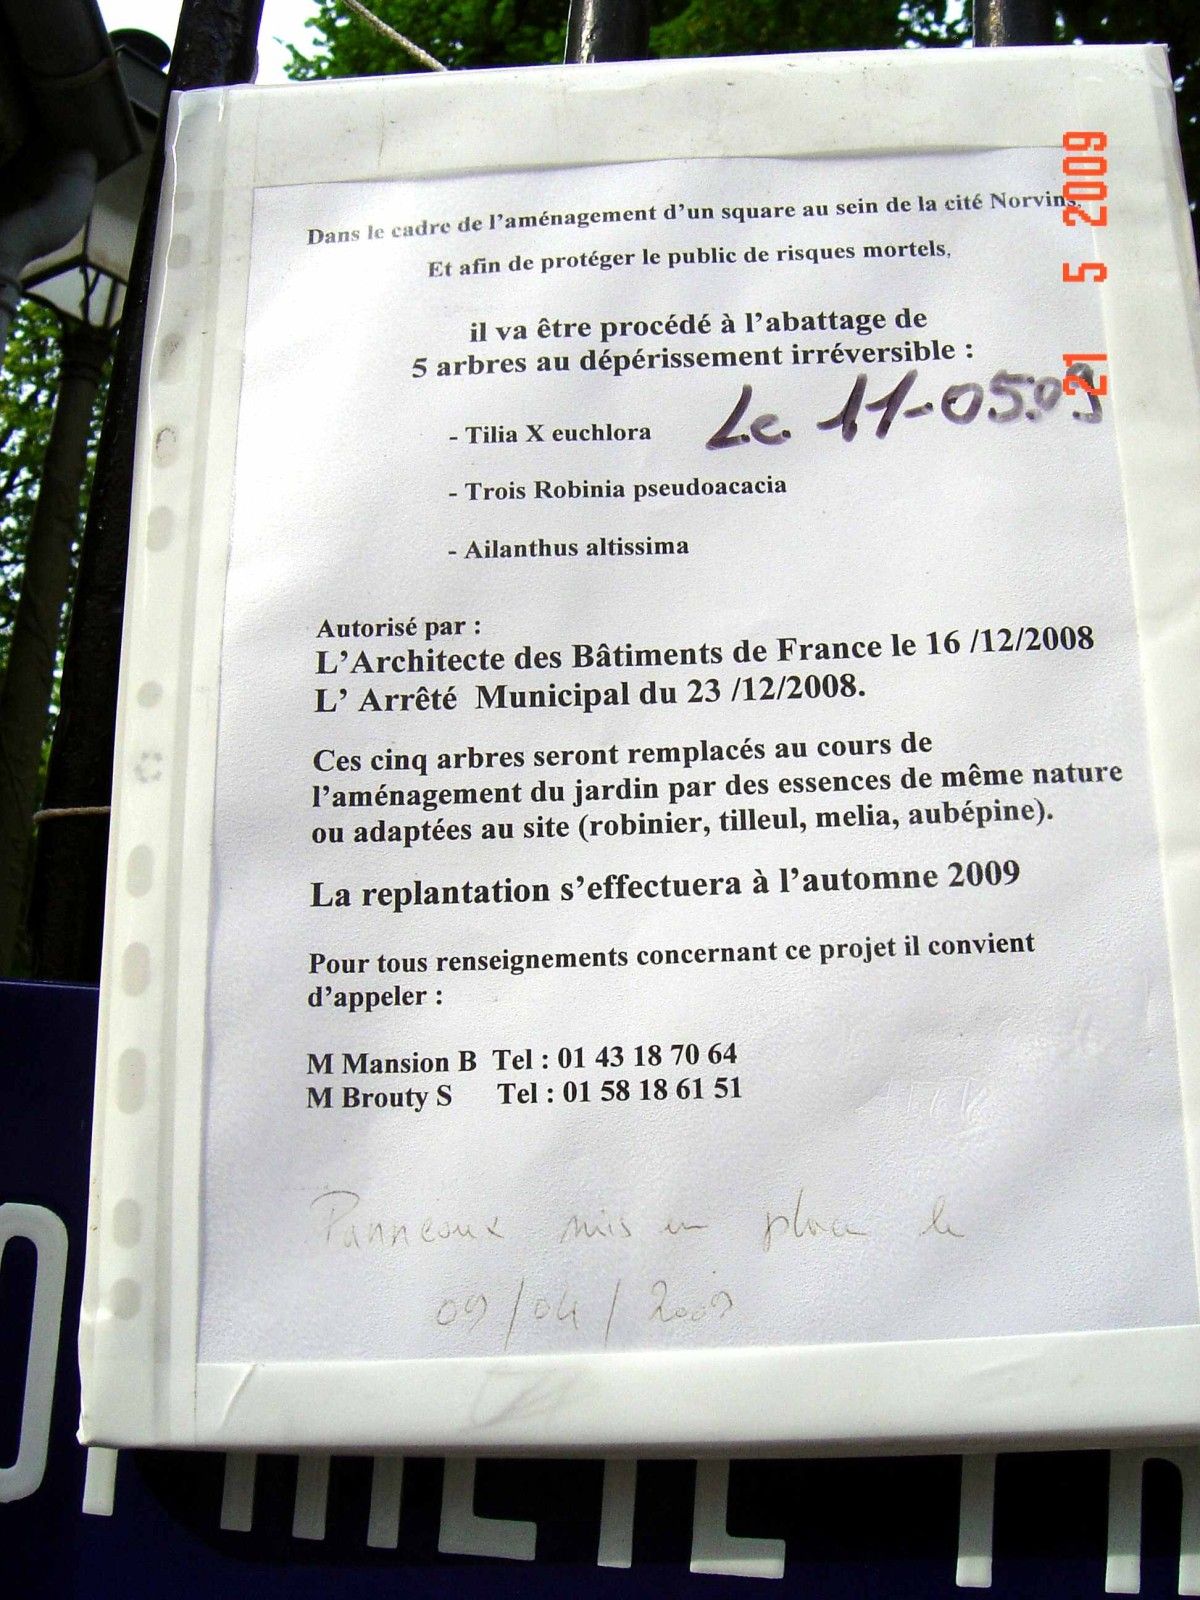 Dans le cadre de l'aménagement d'un square au sein de la cité Norvins,
Et afin de protéger le public de risques mortels,
il va être procédé à l'abattage de
5 arbres au dépérissement irréversible :
Le 11-05.09
- Tilia X euchlora
- Trois Robinia pseudoacacia
- Ailanthus altissima
Autorisé par :
L'Architecte des Bâtiments de France le 16 /12/2008
L' Arrêté Municipal du 23 /12/2008.
Ces cinq arbres seront remplacés au cours de
l'aménagement du jardin par des essences de même nature
ou adaptées au site (robinier, tilleul, melia, aubépine).
La replantation s'effectuera à l'automne 2009
Pour tous renseignements concernant ce projet il convient
d'appeler :
M Mansion B Tel : 01 43 18 70 64
M Brouty S Tel : 01 58 18 61 51
Panneaux mis en place le
09/04/2009
21 5 2009